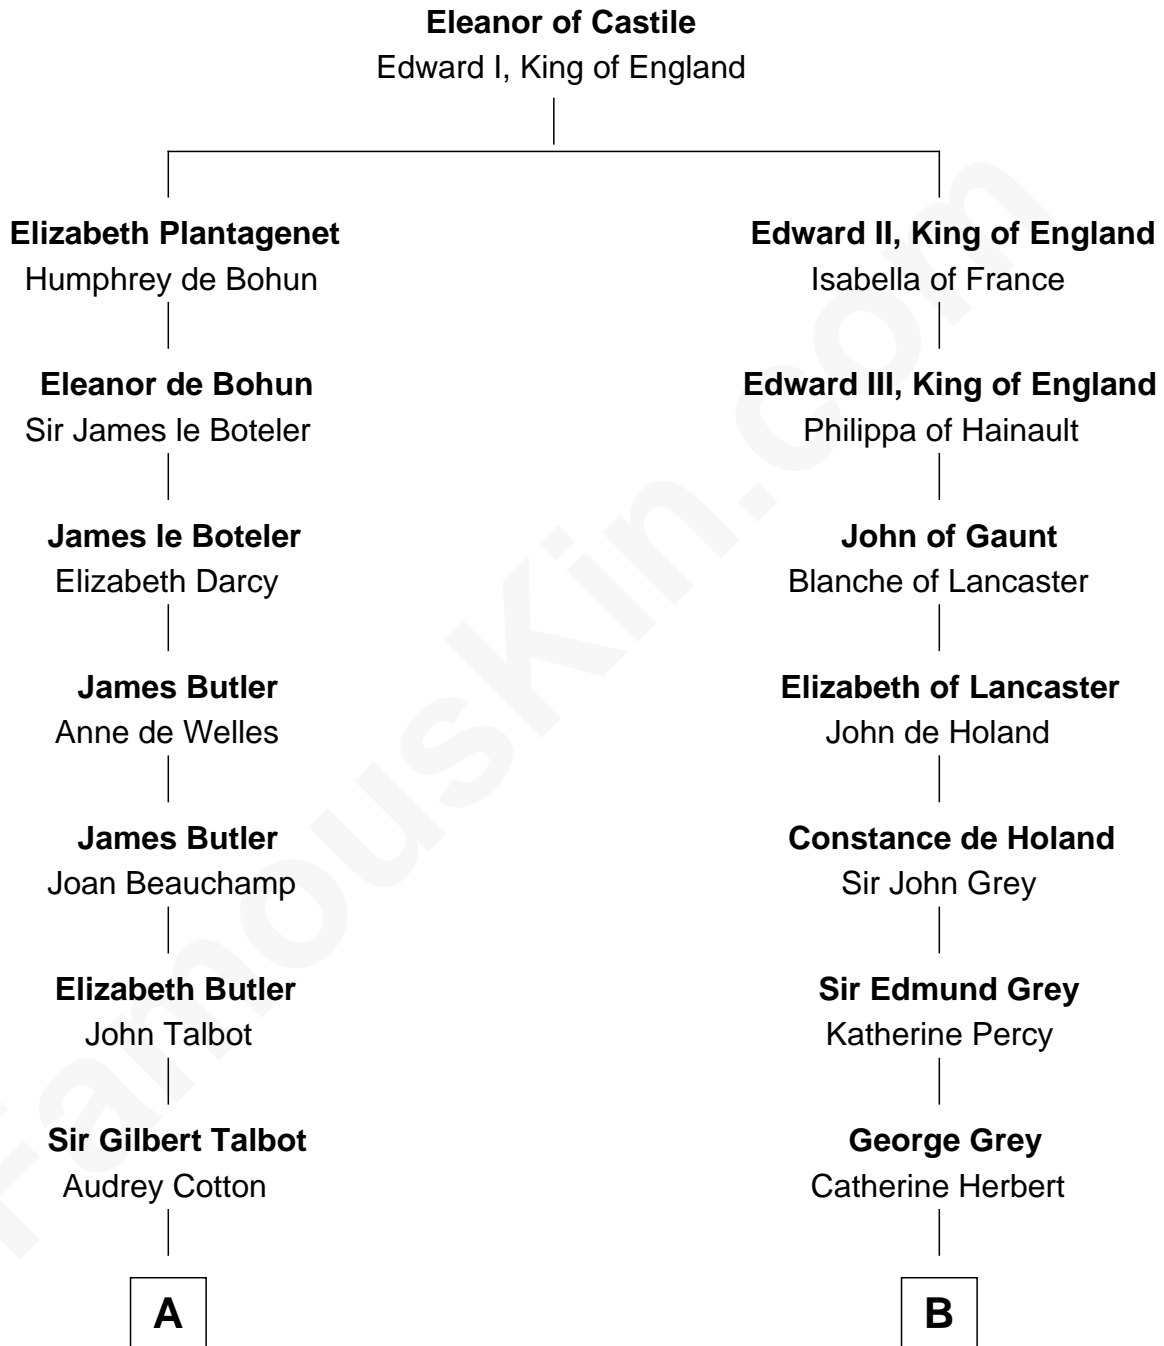 Eleanor of Castile
Edward I, King of England
Elizabeth Plantagenet
Humphrey de Bohun
Edward II, King of England
Isabella of France
Eleanor de Bohun
Sir James le Boteler
Edward III, King of England
Philippa of Hainault
James le Boteler
Elizabeth Darcy
John of Gaunt
Blanche of Lancaster
James Butler
Anne de Welles
Elizabeth of Lancaster
John de Holand
James Butler
Joan Beauchamp
Constance de Holand
Sir John Grey
Elizabeth Butler
John Talbot
Sir Edmund Grey
Katherine Percy
Sir Gilbert Talbot
Audrey Cotton
George Grey
Catherine Herbert
A
B
FamousKin.com